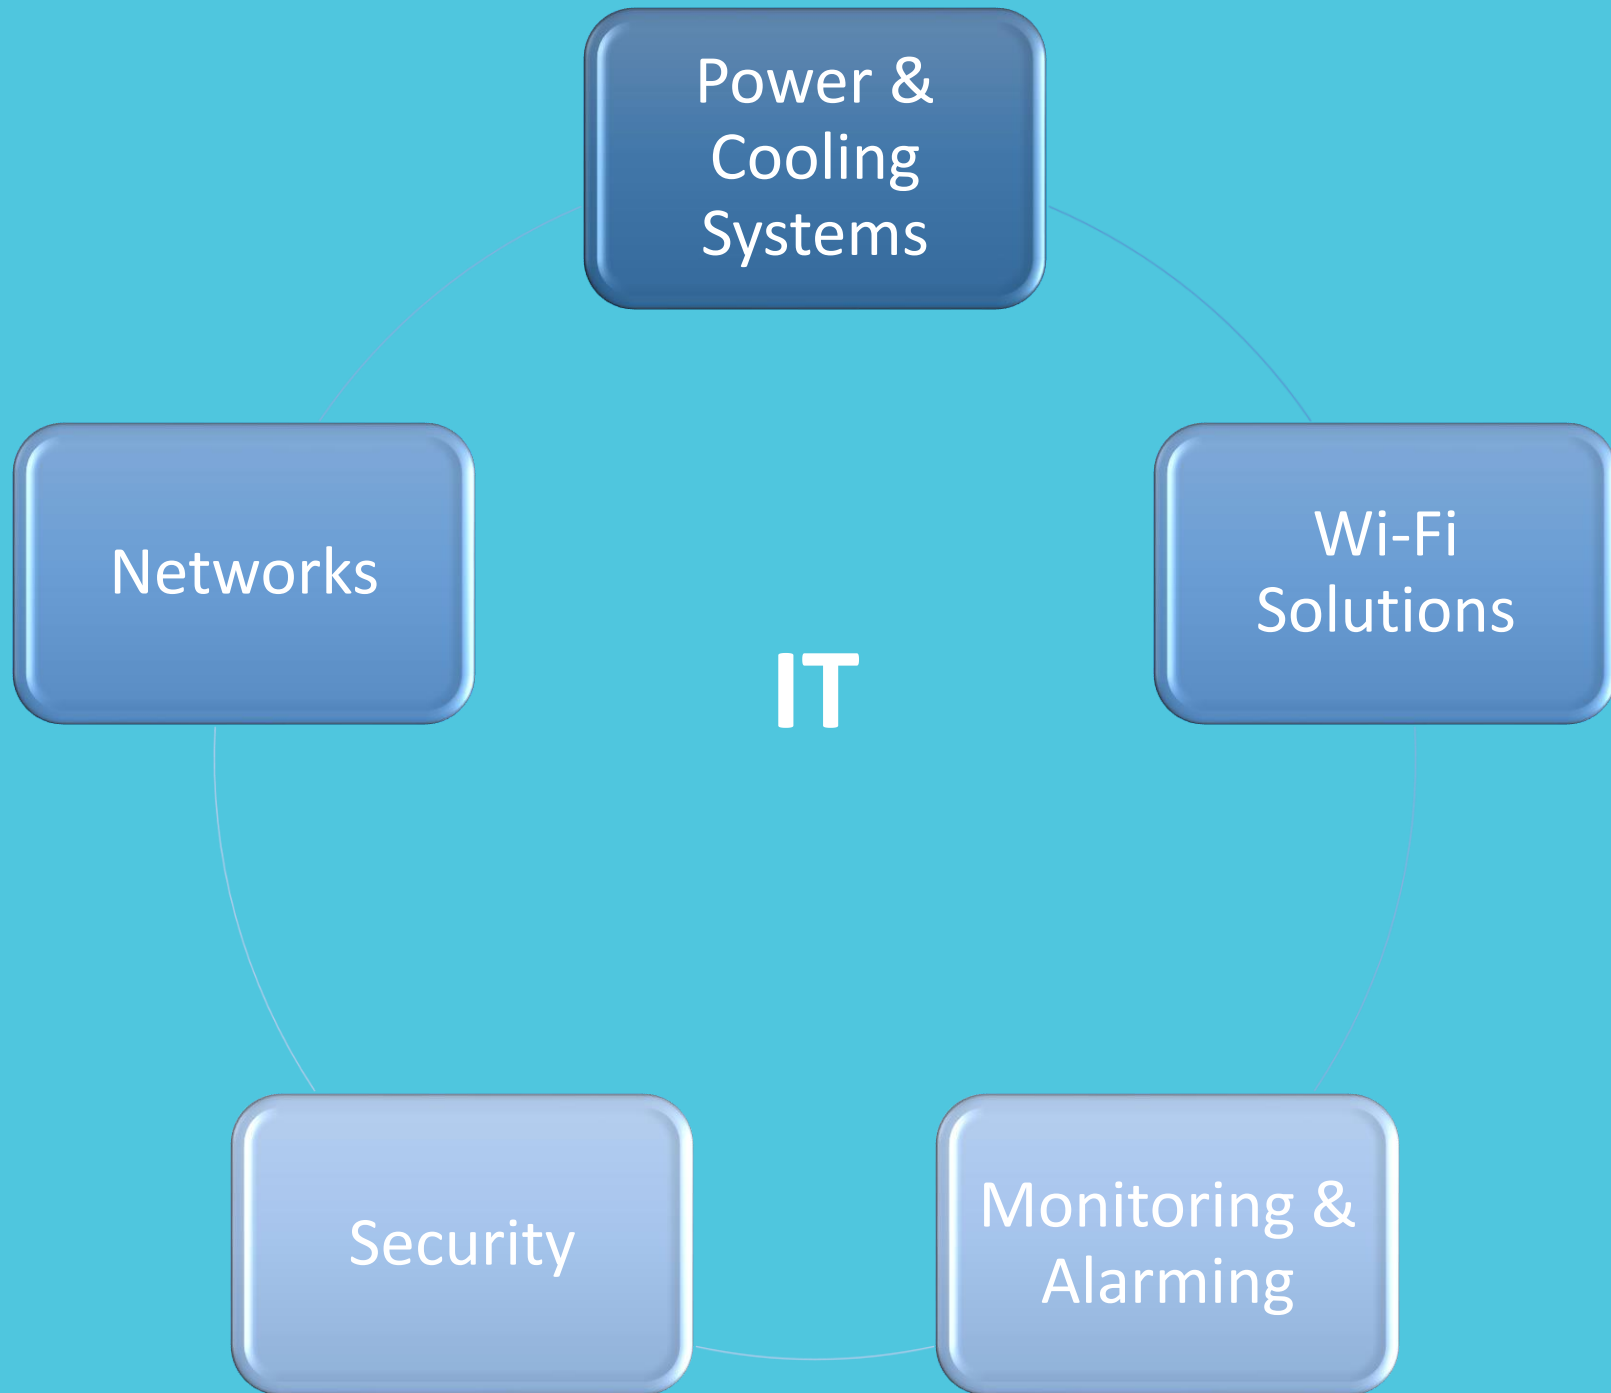 Power &
Cooling
Systems
Networks
Wi-Fi
Solutions
IT
Security
Monitoring &
Alarming